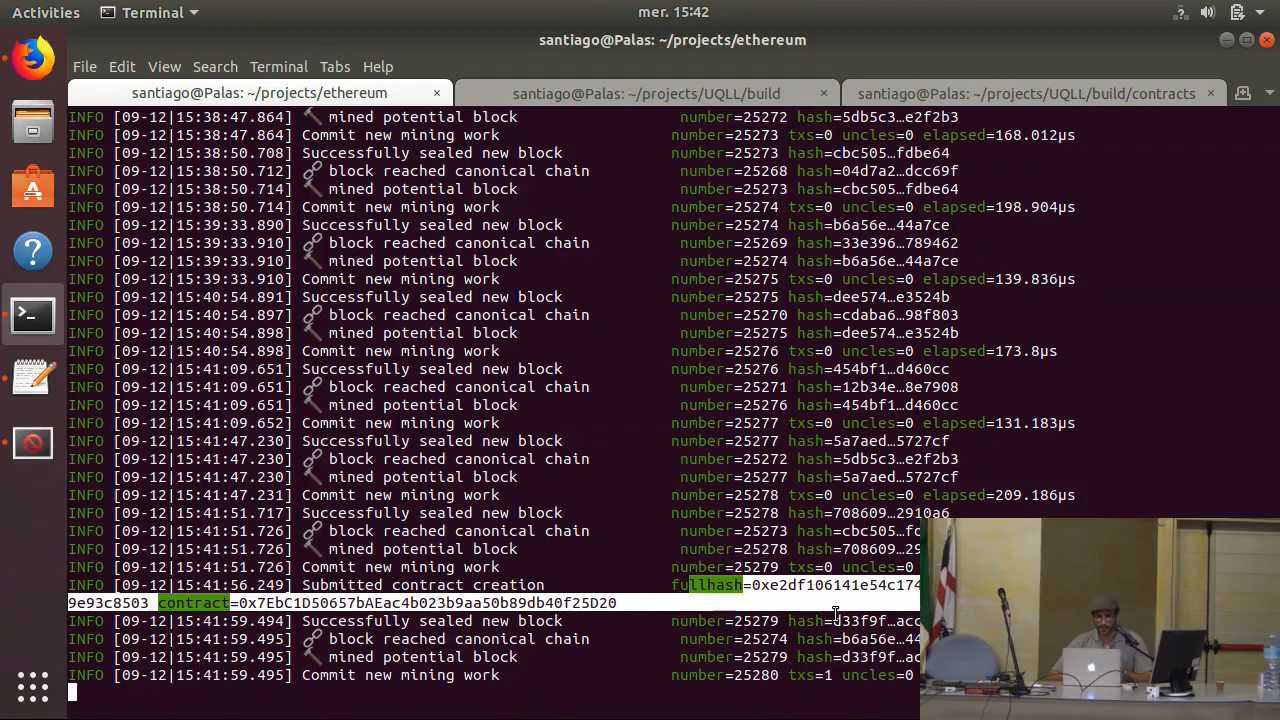 Activities Terminal mer. 15:42
santiago@Palas: ~/projects/ethereum
File Edit View Search Terminal Tabs Help
santiago@Palas: ~/projects/ethereum × santiago@Palas: ~/projects/UQLL/build × santiago@Palas: ~/projects/UQLL/build/contracts ×
INFO [09-12|15:38:47.864] 🔨 mined potential block number=25272 hash=5db5c3…e2f2b3
INFO [09-12|15:38:47.864] Commit new mining work number=25273 txs=0 uncles=0 elapsed=168.012µs
INFO [09-12|15:38:50.708] Successfully sealed new block number=25273 hash=cbc505…fdbe64
INFO [09-12|15:38:50.712] 🔗 block reached canonical chain number=25268 hash=04d7a2…dcc69f
INFO [09-12|15:38:50.714] 🔨 mined potential block number=25273 hash=cbc505…fdbe64
INFO [09-12|15:38:50.714] Commit new mining work number=25274 txs=0 uncles=0 elapsed=198.904µs
INFO [09-12|15:39:33.890] Successfully sealed new block number=25274 hash=b6a56e…44a7ce
INFO [09-12|15:39:33.910] 🔗 block reached canonical chain number=25269 hash=33e396…789462
INFO [09-12|15:39:33.910] 🔨 mined potential block number=25274 hash=b6a56e…44a7ce
INFO [09-12|15:39:33.910] Commit new mining work number=25275 txs=0 uncles=0 elapsed=139.836µs
INFO [09-12|15:40:54.891] Successfully sealed new block number=25275 hash=dee574…e3524b
INFO [09-12|15:40:54.897] 🔗 block reached canonical chain number=25270 hash=cdaba6…98f803
INFO [09-12|15:40:54.898] 🔨 mined potential block number=25275 hash=dee574…e3524b
INFO [09-12|15:40:54.898] Commit new mining work number=25276 txs=0 uncles=0 elapsed=173.8µs
INFO [09-12|15:41:09.651] Successfully sealed new block number=25276 hash=454bf1…d460cc
INFO [09-12|15:41:09.651] 🔗 block reached canonical chain number=25271 hash=12b34e…8e7908
INFO [09-12|15:41:09.651] 🔨 mined potential block number=25276 hash=454bf1…d460cc
INFO [09-12|15:41:09.652] Commit new mining work number=25277 txs=0 uncles=0 elapsed=131.183µs
INFO [09-12|15:41:47.230] Successfully sealed new block number=25277 hash=5a7aed…5727cf
INFO [09-12|15:41:47.230] 🔗 block reached canonical chain number=25272 hash=5db5c3…e2f2b3
INFO [09-12|15:41:47.230] 🔨 mined potential block number=25277 hash=5a7aed…5727cf
INFO [09-12|15:41:47.231] Commit new mining work number=25278 txs=0 uncles=0 elapsed=209.186µs
INFO [09-12|15:41:51.717] Successfully sealed new block number=25278 hash=708609…2910a6
INFO [09-12|15:41:51.726] 🔗 block reached canonical chain number=25273 hash=cbc505…fc
INFO [09-12|15:41:51.726] 🔨 mined potential block number=25278 hash=708609…29
INFO [09-12|15:41:51.726] Commit new mining work number=25279 txs=0 uncles=0
INFO [09-12|15:41:56.249] Submitted contract creation fullhash=0xe2df106141e54c174
9e93c8503 contract=0x7EbC1D50657bAEac4b023b9aa50b89db40f25D20
INFO [09-12|15:41:59.494] Successfully sealed new block number=25279 hash=d33f9f…acc
INFO [09-12|15:41:59.495] 🔗 block reached canonical chain number=25274 hash=b6a56e…44
INFO [09-12|15:41:59.495] 🔨 mined potential block number=25279 hash=d33f9f…ac
INFO [09-12|15:41:59.495] Commit new mining work number=25280 txs=1 uncles=0